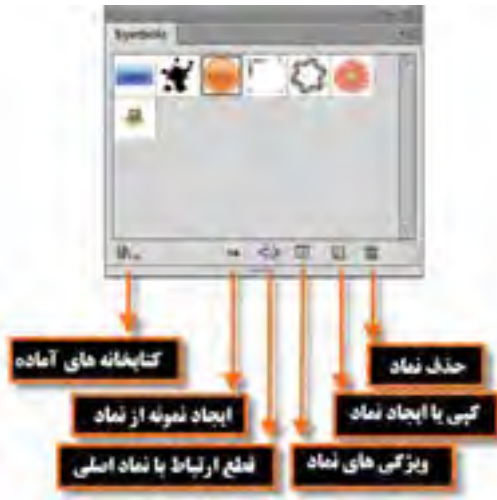 Symbols
حذف نماد
کتابخانه های آماده
کپی یا ایجاد نماد
ایجاد نمونه از نماد
ویژگی های نماد
قطع ارتباط با نماد اصلی